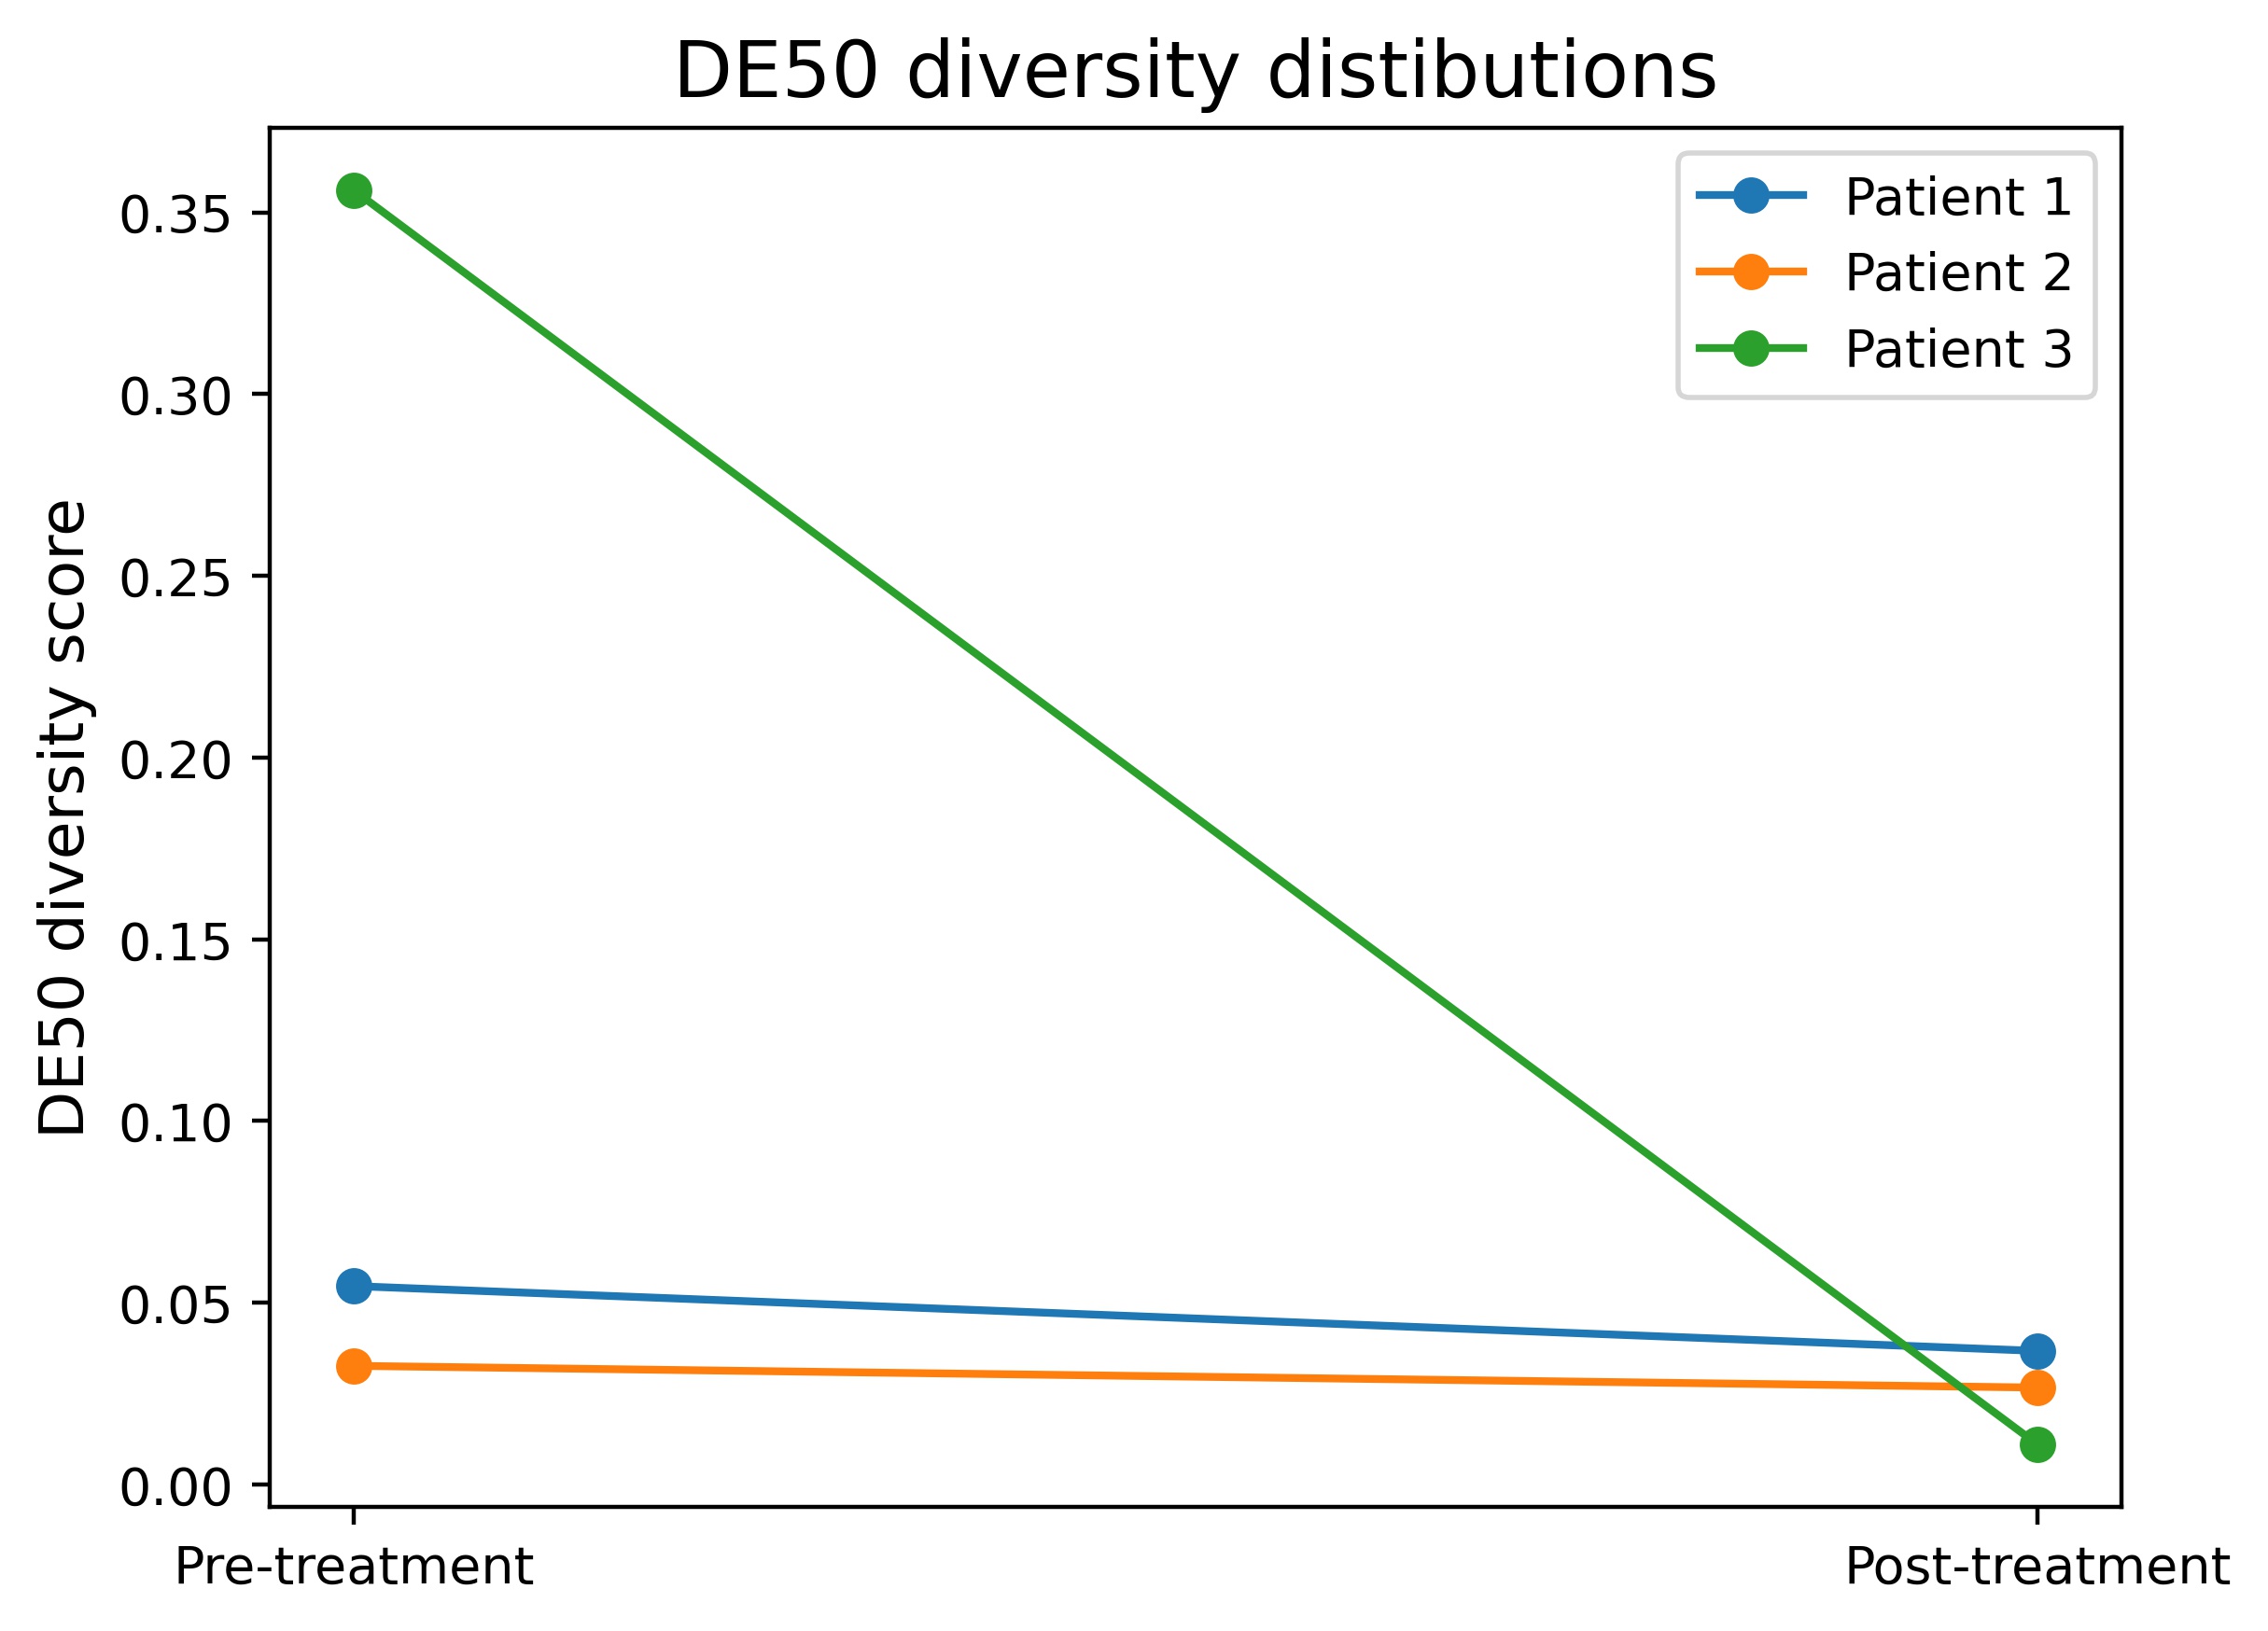 DE50 diversity distibutions
DE50 diversity score
0.35
0.30
0.25
0.20
0.15
0.10
0.05
0.00
Patient 1
Patient 2
Patient 3
Pre-treatment
Post-treatment